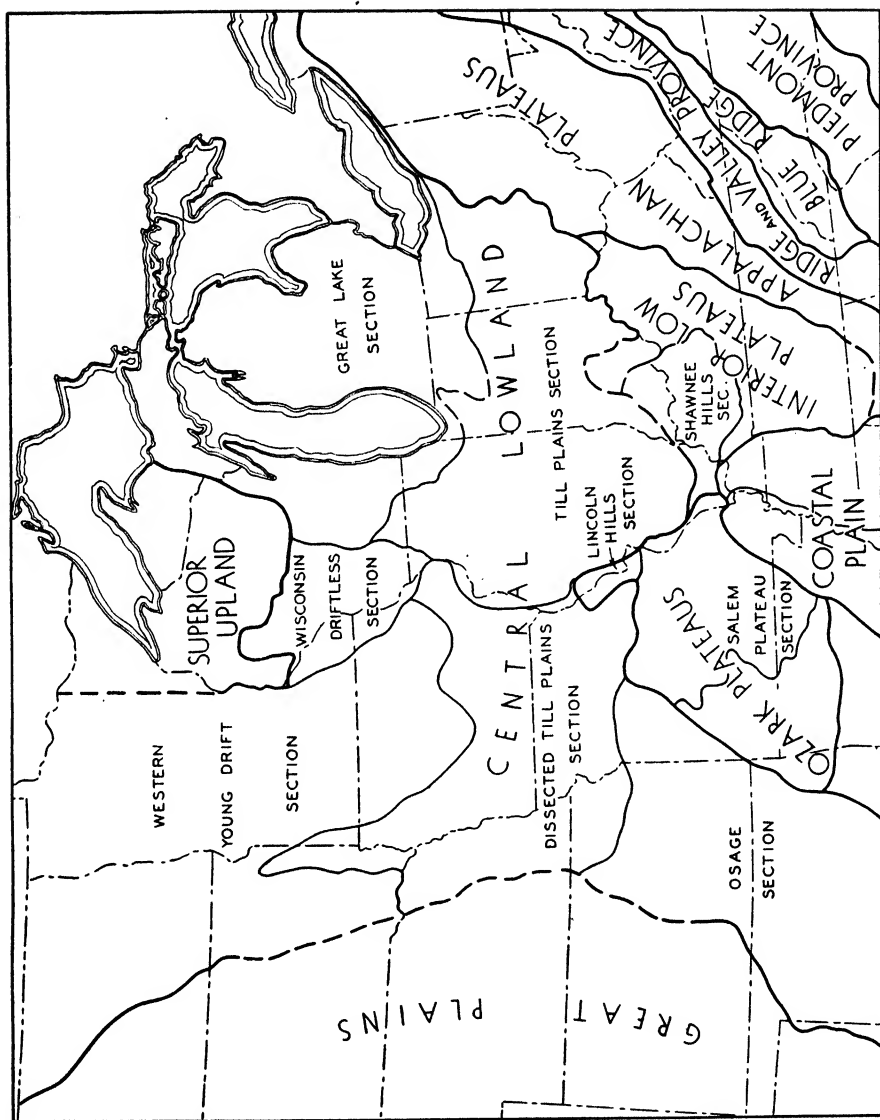 GREAT LAKE
SECTION
SUPERIOR
UPLAND
WISCONSIN
DRIFTLESS
SECTION
WESTERN
YOUNG DRIFT
SECTION
GREAT PLAINS
CENTRAL LOWLAND
TILL PLAINS SECTION
DISSECTED TILL PLAINS
SECTION
LINCOLN
HILLS
SECTION
SHAWNEE
HILLS
SEC.
INTERIOR LOW
PLATEAUS
APPALACHIAN PLATEAUS
RIDGE AND VALLEY PROVINCE
BLUE RIDGE
PIEDMONT
PROVINCE
OZARK PLATEAUS
SALEM
PLATEAU
SECTION
COASTAL
PLAIN
OSAGE
SECTION